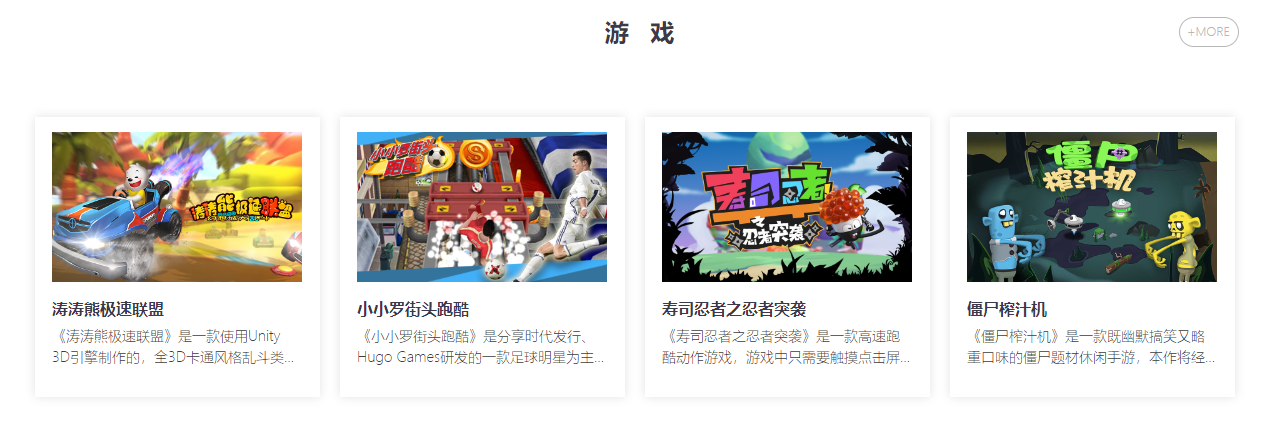 游 戏
+MORE
涛涛熊极速联盟
小小罗街头
跑酷
寿司忍者
之
忍者突袭
僵尸
榨汁机
涛涛熊极速联盟
《涛涛熊极速联盟》是一款使用Unity
3D引擎制作的，全3D卡通风格乱斗类...
小小罗街头跑酷
《小小罗街头跑酷》是分享时代发行、
Hugo Games研发的一款足球明星为主...
寿司忍者之忍者突袭
《寿司忍者之忍者突袭》是一款高速跑
酷动作游戏，游戏中只需要触摸点击屏...
僵尸榨汁机
《僵尸榨汁机》是一款既幽默搞笑又略
重口味的僵尸题材休闲手游，本作将经...